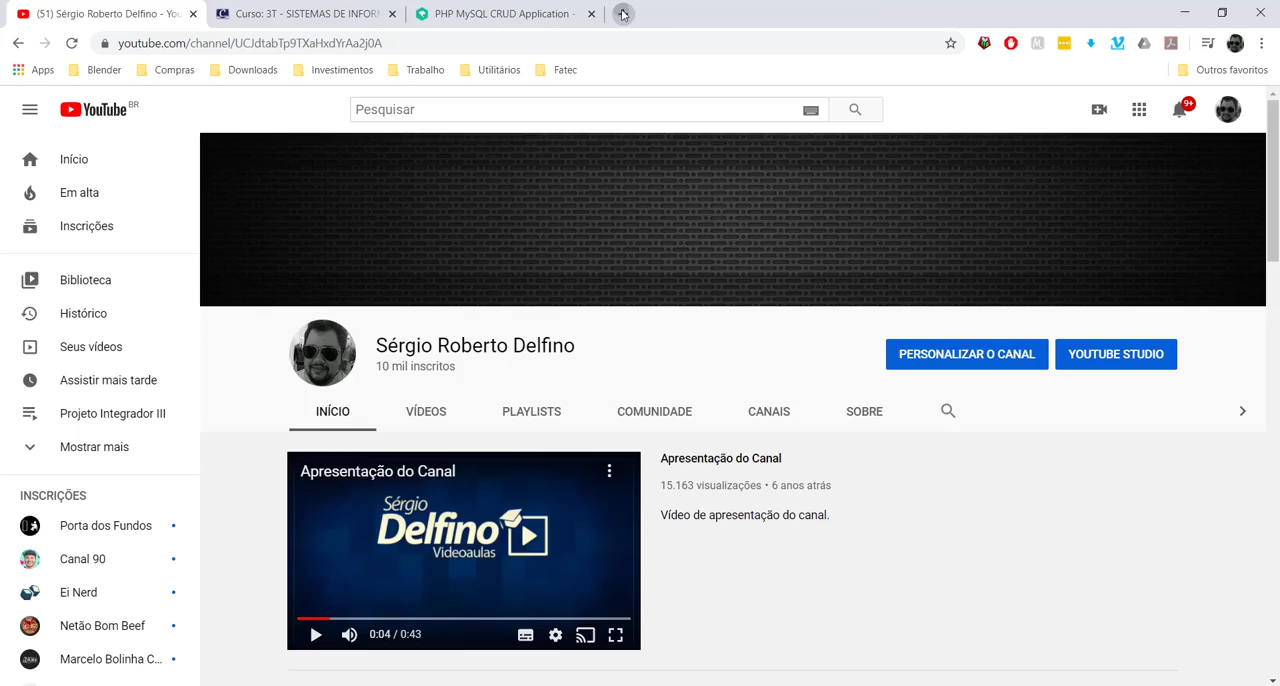 (51) Sérgio Roberto Delfino - You
Curso: 3T - SISTEMAS DE INFOR
PHP MySQL CRUD Application -
youtube.com/channel/UCJdtabTp9TXaHxdYrAa2j0A
Apps
Blender
Compras
Downloads
Investimentos
Trabalho
Utilitários
Fatec
Outros favoritos
YouTube BR
Pesquisar
9+
Início
Em alta
Inscrições
Biblioteca
Histórico
Seus vídeos
Assistir mais tarde
Projeto Integrador III
Mostrar mais
INSCRIÇÕES
Porta dos Fundos
Canal 90
Ei Nerd
Netão Bom Beef
Marcelo Bolinha C...
Sérgio Roberto Delfino
10 mil inscritos
PERSONALIZAR O CANAL
YOUTUBE STUDIO
INÍCIO
VÍDEOS
PLAYLISTS
COMUNIDADE
CANAIS
SOBRE
Apresentação do Canal
Sérgio
Delfino
Videoaulas
0:04 / 0:43
Apresentação do Canal
15.163 visualizações • 6 anos atrás
Vídeo de apresentação do canal.